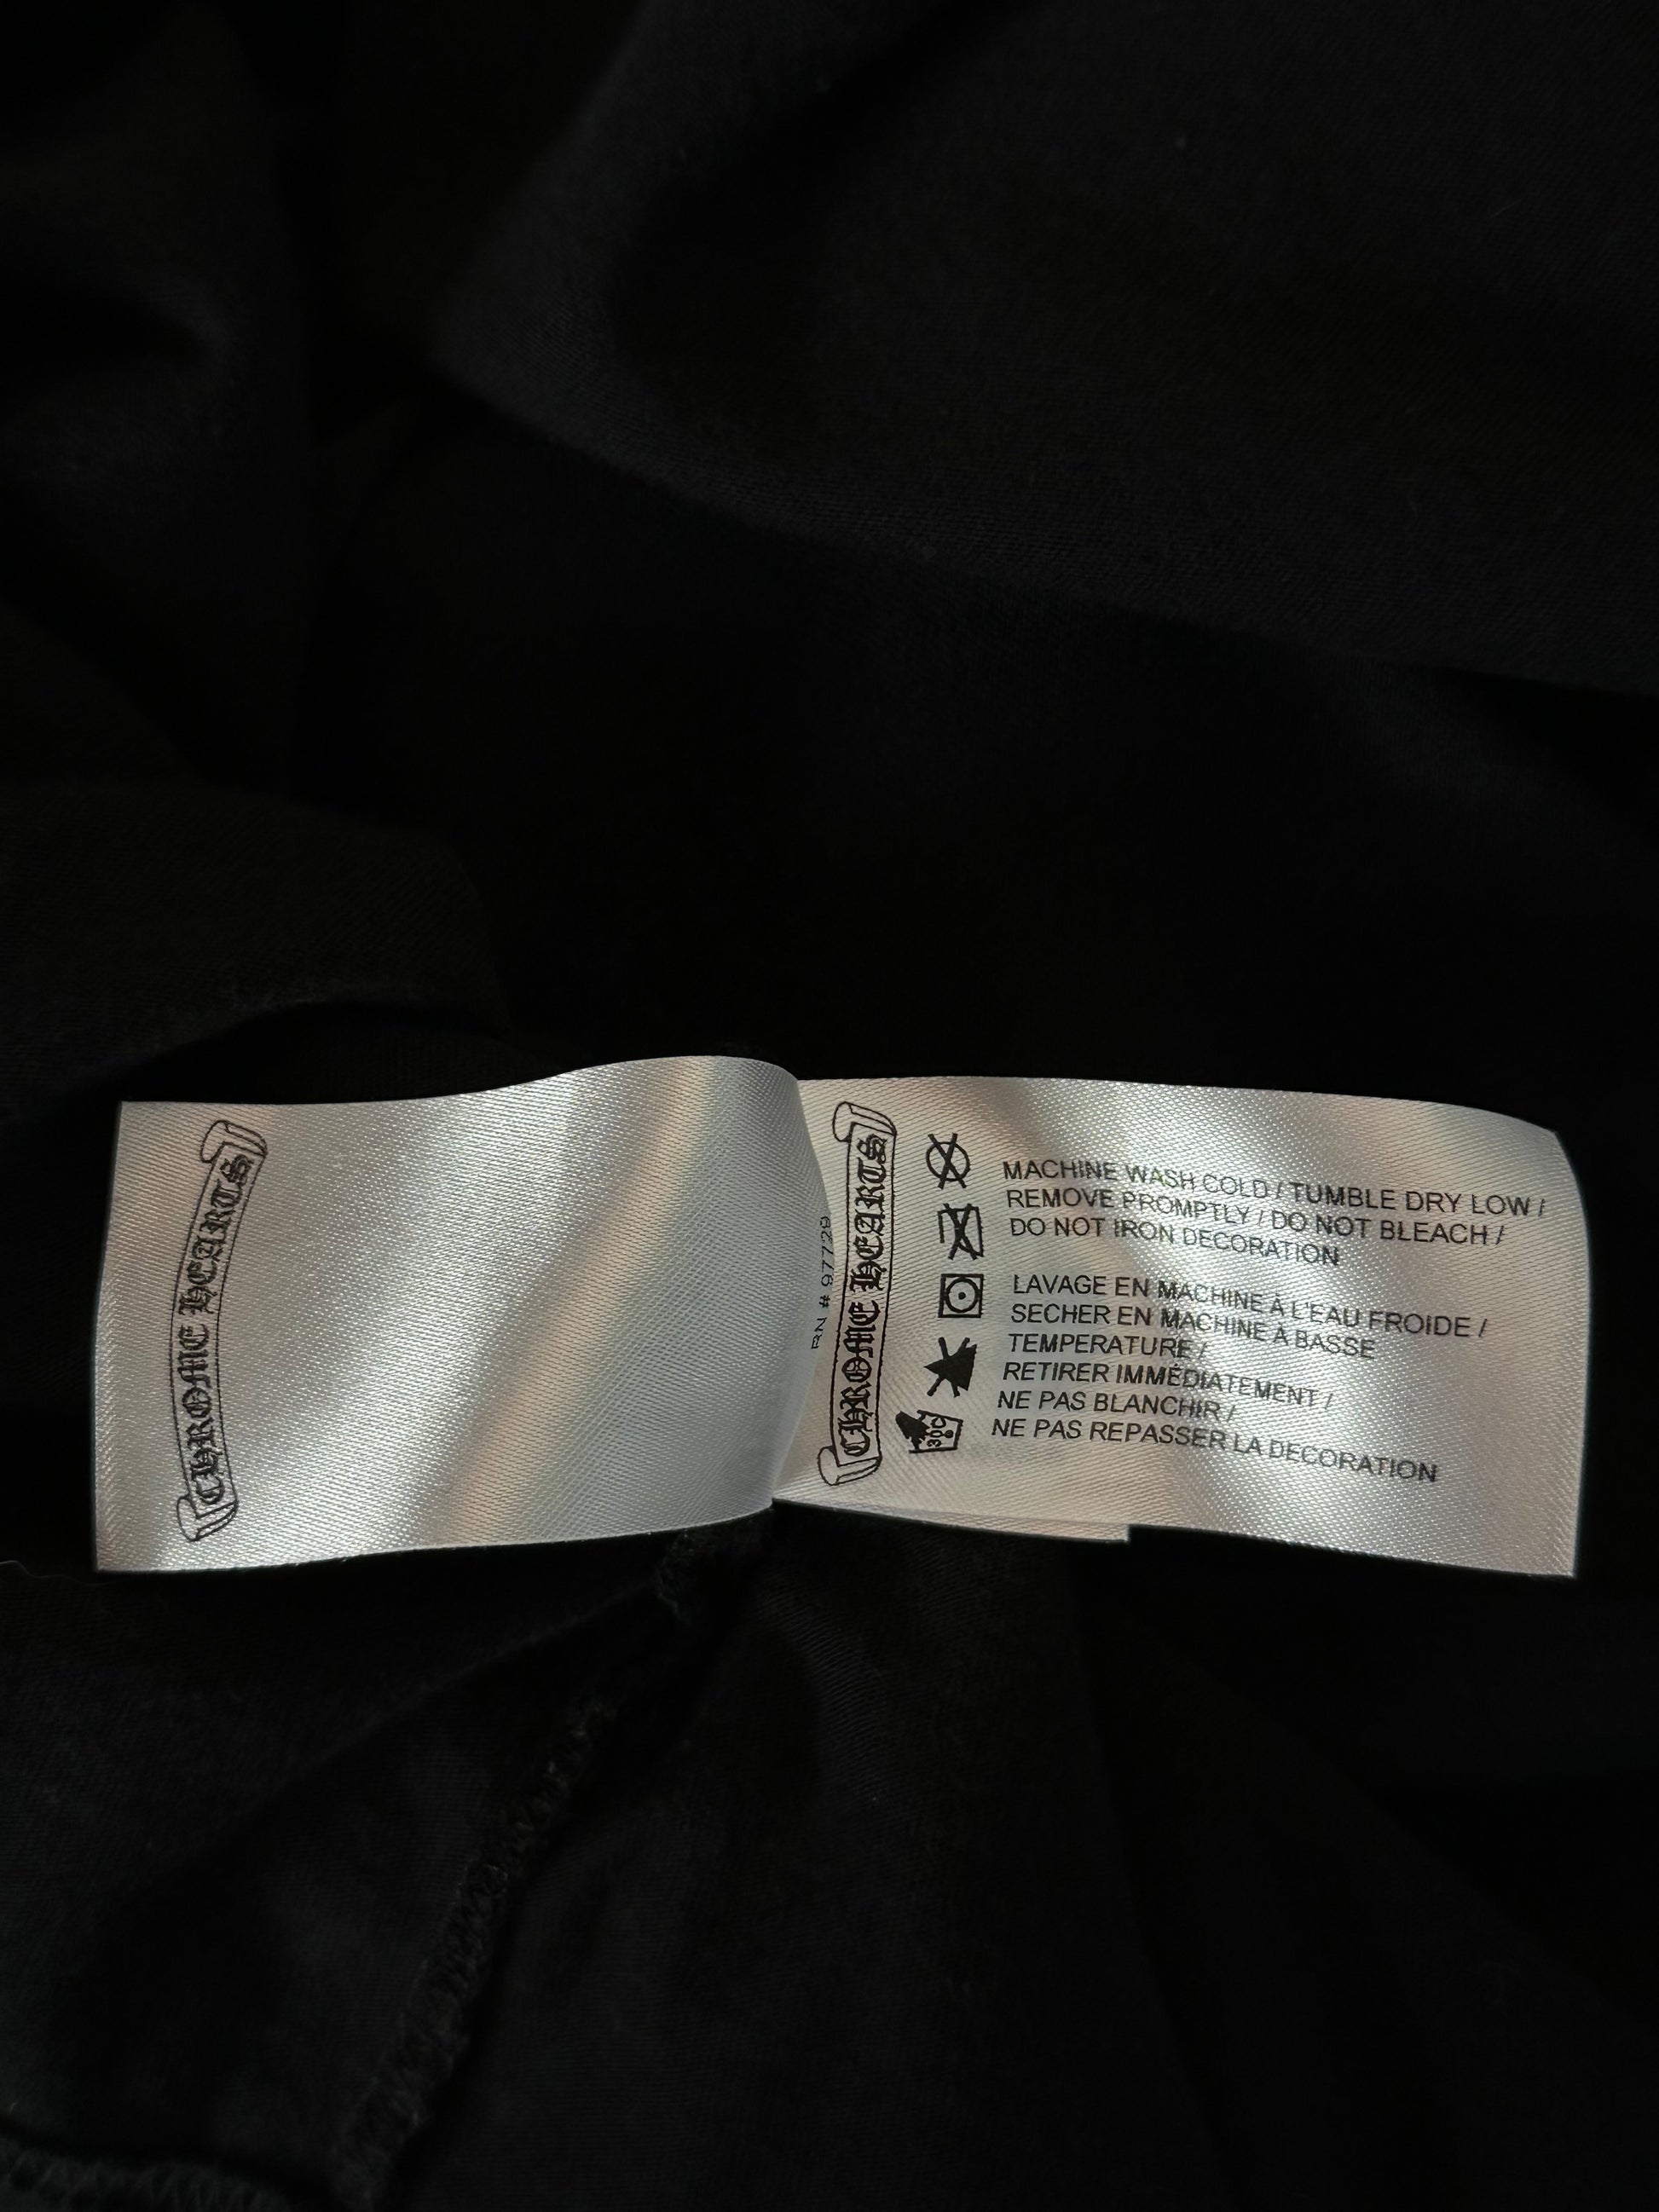 CHROME HEARTS
RN # 97729
CHROME HEARTS
MACHINE WASH COLD / TUMBLE DRY LOW /
REMOVE PROMPTLY / DO NOT BLEACH /
DO NOT IRON DECORATION
LAVAGE EN MACHINE À L'EAU FROIDE /
SECHER EN MACHINE À BASSE
TEMPERATURE /
RETIRER IMMÉDIATEMENT /
NE PAS BLANCHIR /
NE PAS REPASSER LA DECORATION
30C